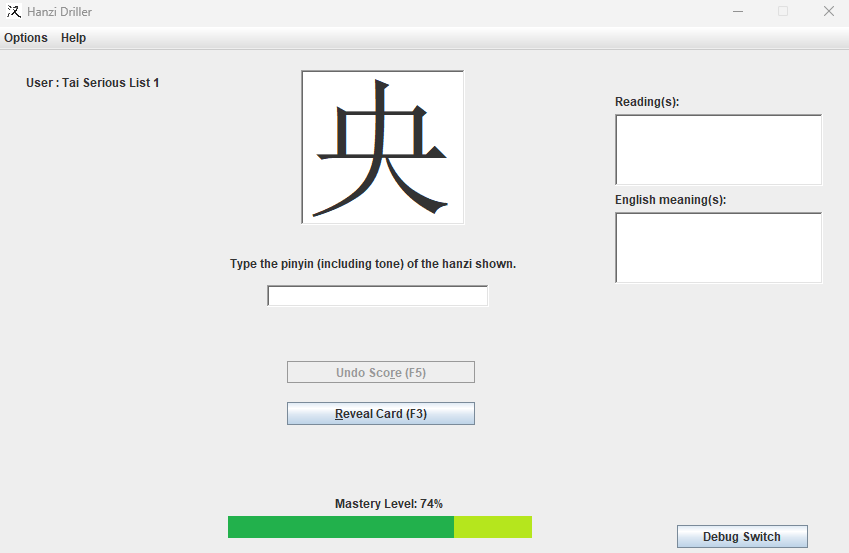 汉 Hanzi Driller
Options Help
User : Tai Serious List 1
央
Reading(s):
English meaning(s):
Type the pinyin (including tone) of the hanzi shown.
Undo Score (F5)
Reveal Card (F3)
Mastery Level: 74%
Debug Switch